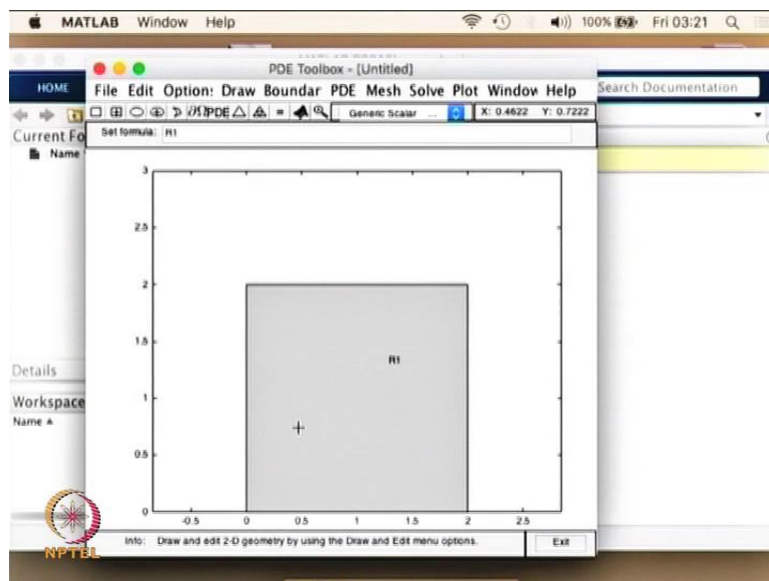 MATLAB Window Help 100% Fri 03:21
PDE Toolbox - [Untitled]
HOME
Search Documentation
File Edit Option: Draw Boundar PDE Mesh Solve Plot Window Help
PDE
Generic Scalar ...
X: 0.4622 Y: 0.7222
Current Fo
Set formula: R1
Name
3
2.5
2
1.5
R1
1
0.5
0
-0.5 0 0.5 1 1.5 2 2.5
Details
Workspace
Name
Info: Draw and edit 2-D geometry by using the Draw and Edit menu options.
Exit
NPTEL